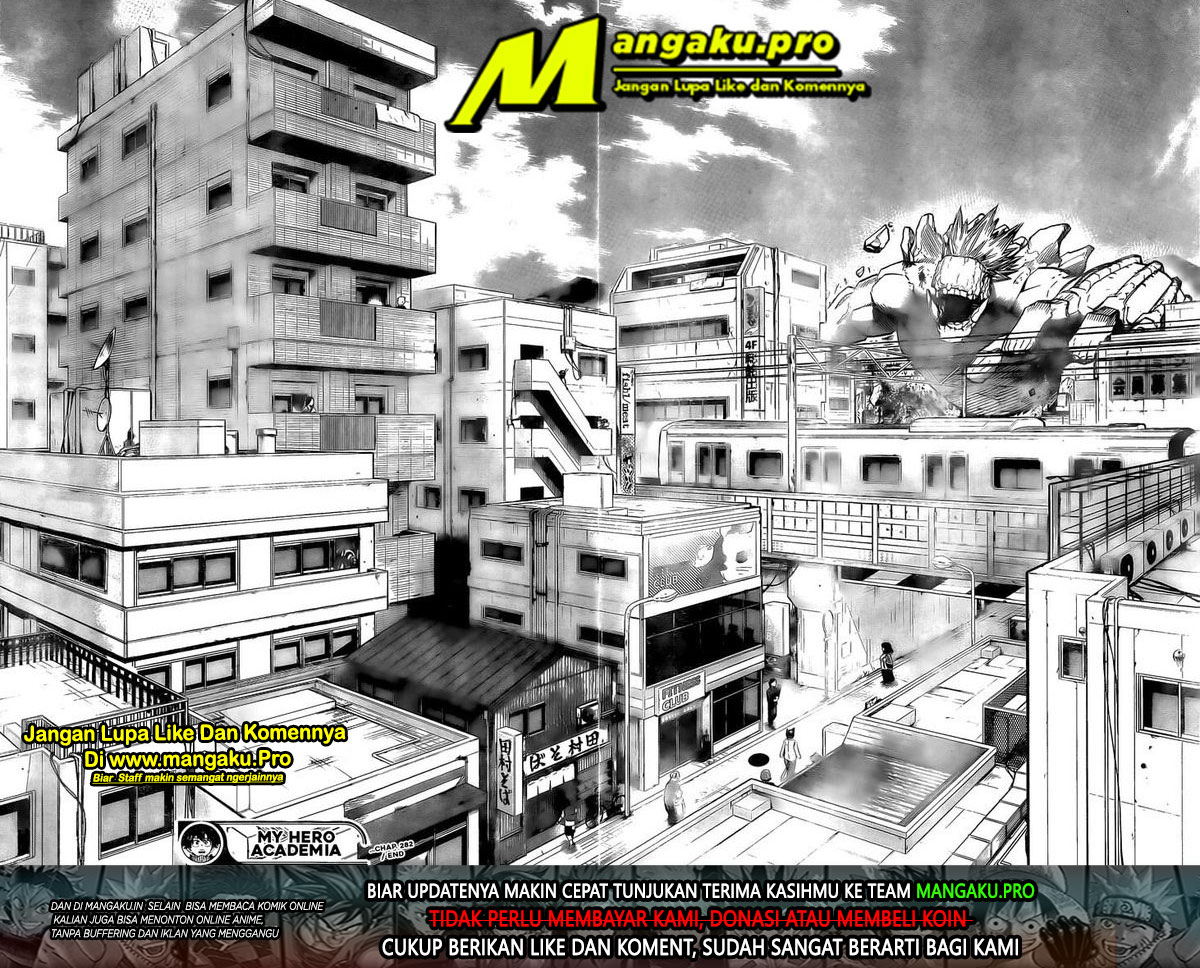 Mangaku.pro
Jangan Lupa Like dan Komennya
4F
CLUB
FITNESS
CLUB
田村そば
田村そば
Jangan Lupa Like Dan Komennya
Di www.mangaku.Pro
Biar Staff makin semangat ngerjainnya
MY HERO
ACADEMIA
CHAP 282
/ END
DAN DI MANGAKU.IN SELAIN BISA MEMBACA KOMIK ONLINE
KALIAN JUGA BISA MENONTON ONLINE ANIME,
TANPA BUFFERING DAN IKLAN YANG MENGGANGU
BIAR UPDATENYA MAKIN CEPAT TUNJUKAN TERIMA KASIHMU KE TEAM MANGAKU.PRO
TIDAK PERLU MEMBAYAR KAMI, DONASI ATAU MEMBELI KOIN
CUKUP BERIKAN LIKE DAN KOMENT, SUDAH SANGAT BERARTI BAGI KAMI